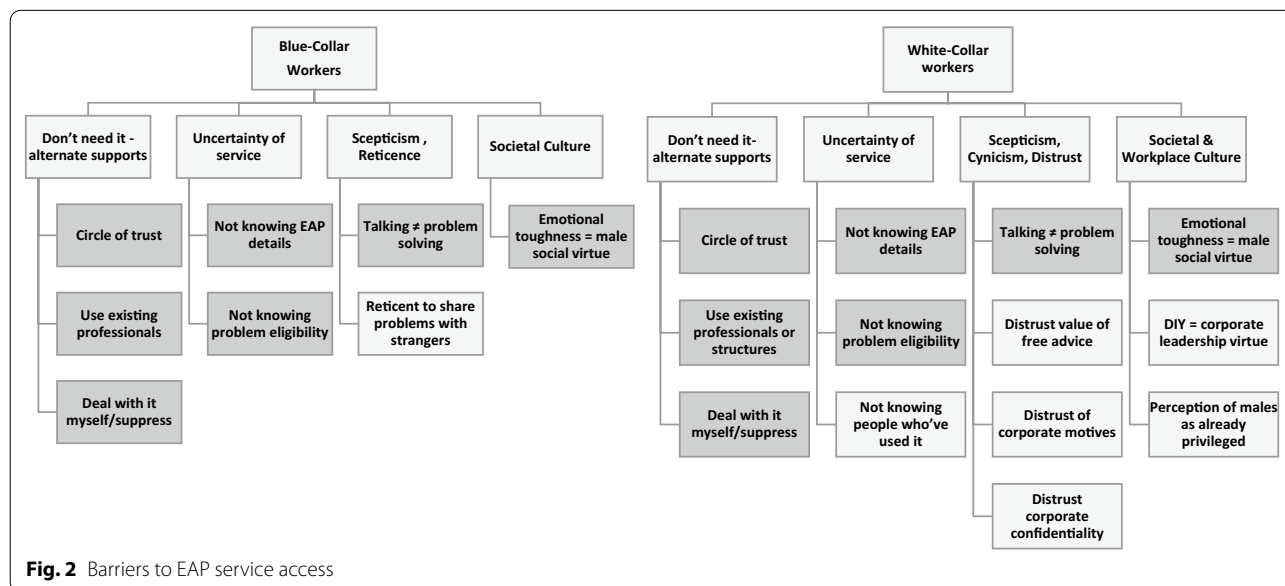 Blue-Collar
Workers
Don't need it -
alternate supports
Uncertainty of
service
Scepticism ,
Reticence
Societal Culture
Circle of trust
Not knowing EAP
details
Talking ≠ problem
solving
Emotional
toughness = male
social virtue
Use existing
professionals
Not knowing
problem eligibility
Reticent to share
problems with
strangers
Deal with it
myself/suppress
White-Collar
workers
Don't need it-
alternate supports
Uncertainty of
service
Scepticism,
Cynicism, Distrust
Societal &
Workplace Culture
Circle of trust
Not knowing EAP
details
Talking ≠ problem
solving
Emotional
toughness = male
social virtue
Use existing
professionals or
structures
Not knowing
problem eligibility
Distrust value of
free advice
DIY = corporate
leadership virtue
Deal with it
myself/suppress
Not knowing
people who've
used it
Distrust of
corporate motives
Perception of males
as already
privileged
Distrust
corporate
confidentiality
Fig. 2 Barriers to EAP service access